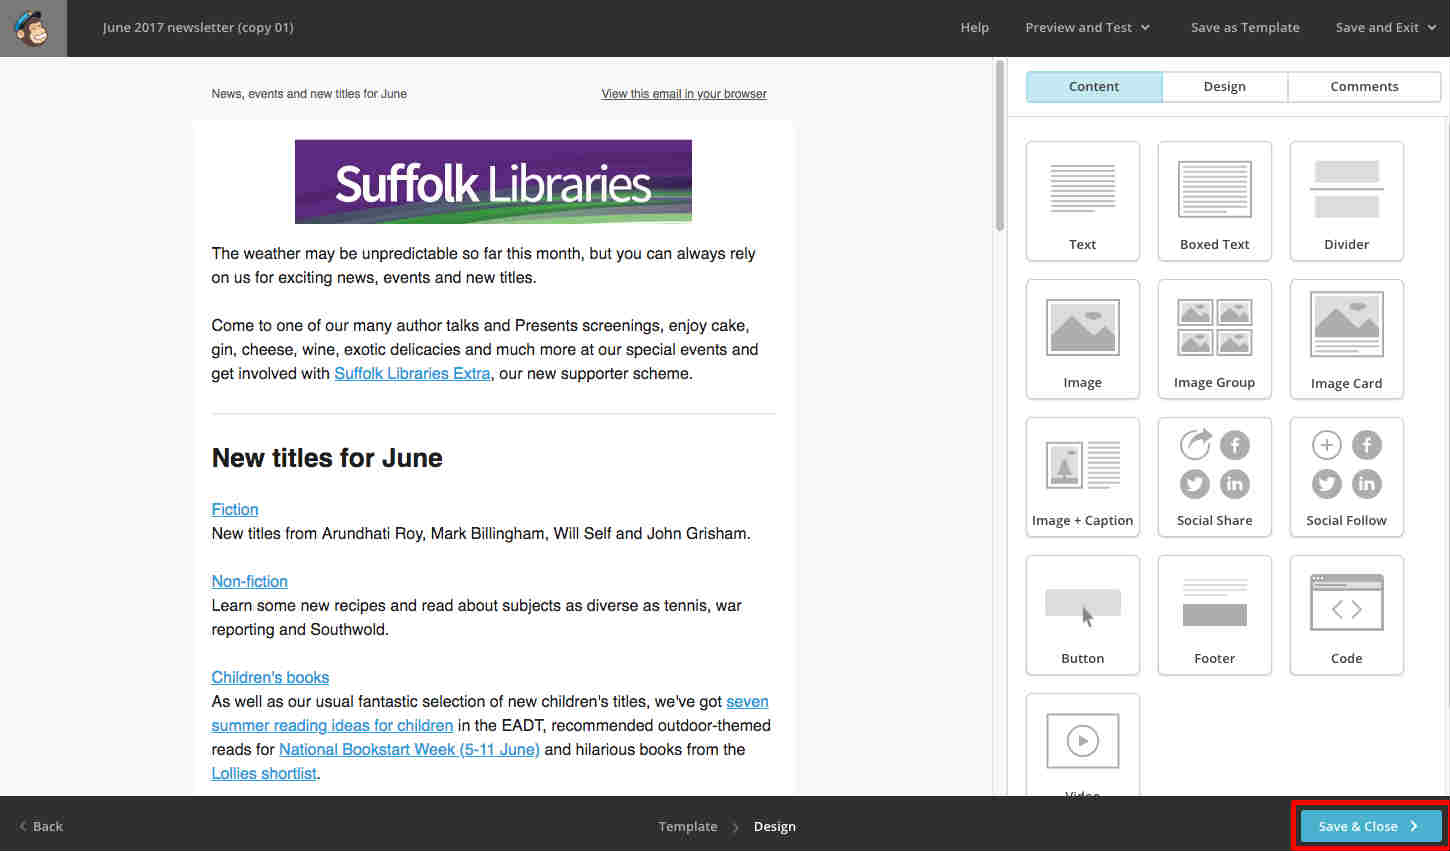 June 2017 newsletter (copy 01)
Help
Preview and Test
Save as Template
Save and Exit
News, events and new titles for June
View this email in your browser
Suffolk Libraries
The weather may be unpredictable so far this month, but you can always rely
on us for exciting news, events and new titles.
Come to one of our many author talks and Presents screenings, enjoy cake,
gin, cheese, wine, exotic delicacies and much more at our special events and
get involved with Suffolk Libraries Extra, our new supporter scheme.
New titles for June
Fiction
New titles from Arundhati Roy, Mark Billingham, Will Self and John Grisham.
Non-fiction
Learn some new recipes and read about subjects as diverse as tennis, war
reporting and Southwold.
Children's books
As well as our usual fantastic selection of new children's titles, we've got seven
summer reading ideas for children in the EADT, recommended outdoor-themed
reads for National Bookstart Week (5-11 June) and hilarious books from the
Lollies shortlist.
Content
Design
Comments
Text
Boxed Text
Divider
Image
Image Group
Image Card
Image + Caption
Social Share
Social Follow
Button
Footer
Code
Video
Back
Template
Design
Save & Close